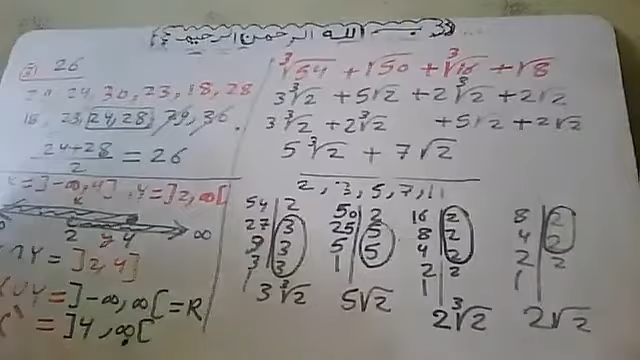 بسم الله الرحمن الرحيم
26
24, 30, 23, 18, 28
18, 23, 24, 28, 29, 30.
24+28/2 = 26
X=]-∞,4] , Y=]2,∞[
2 4 ∞
X∩Y = ]2,4]
X∪Y = ]-∞,∞[ = R
X' = ]4,∞[
∛54 + √50 + ∛16 + √8
3∛2 + 5√2 + 2∛2 + 2√2
3∛2 + 2∛2 + 5√2 + 2√2
5∛2 + 7√2
2, 3, 5, 7, 11
54 | 2
27 | 3
9 | 3
3 | 3
1
3∛2
50 | 2
25 | 5
5 | 5
1
5√2
16 | 2
8 | 2
4 | 2
2 | 2
1
2∛2
8 | 2
4 | 2
2 | 2
1
2√2